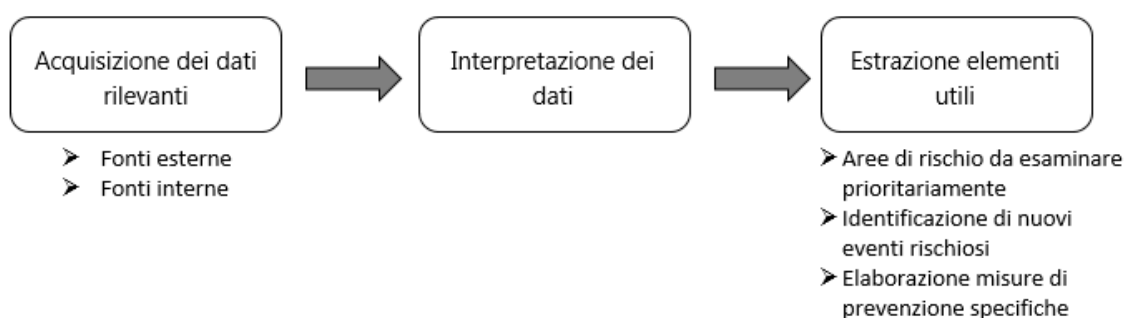 Acquisizione dei dati
rilevanti
Fonti esterne
Fonti interne
Interpretazione dei
dati
Estrazione elementi
utili
Aree di rischio da esaminare
prioritariamente
Identificazione di nuovi
eventi rischiosi
Elaborazione misure di
prevenzione specifiche